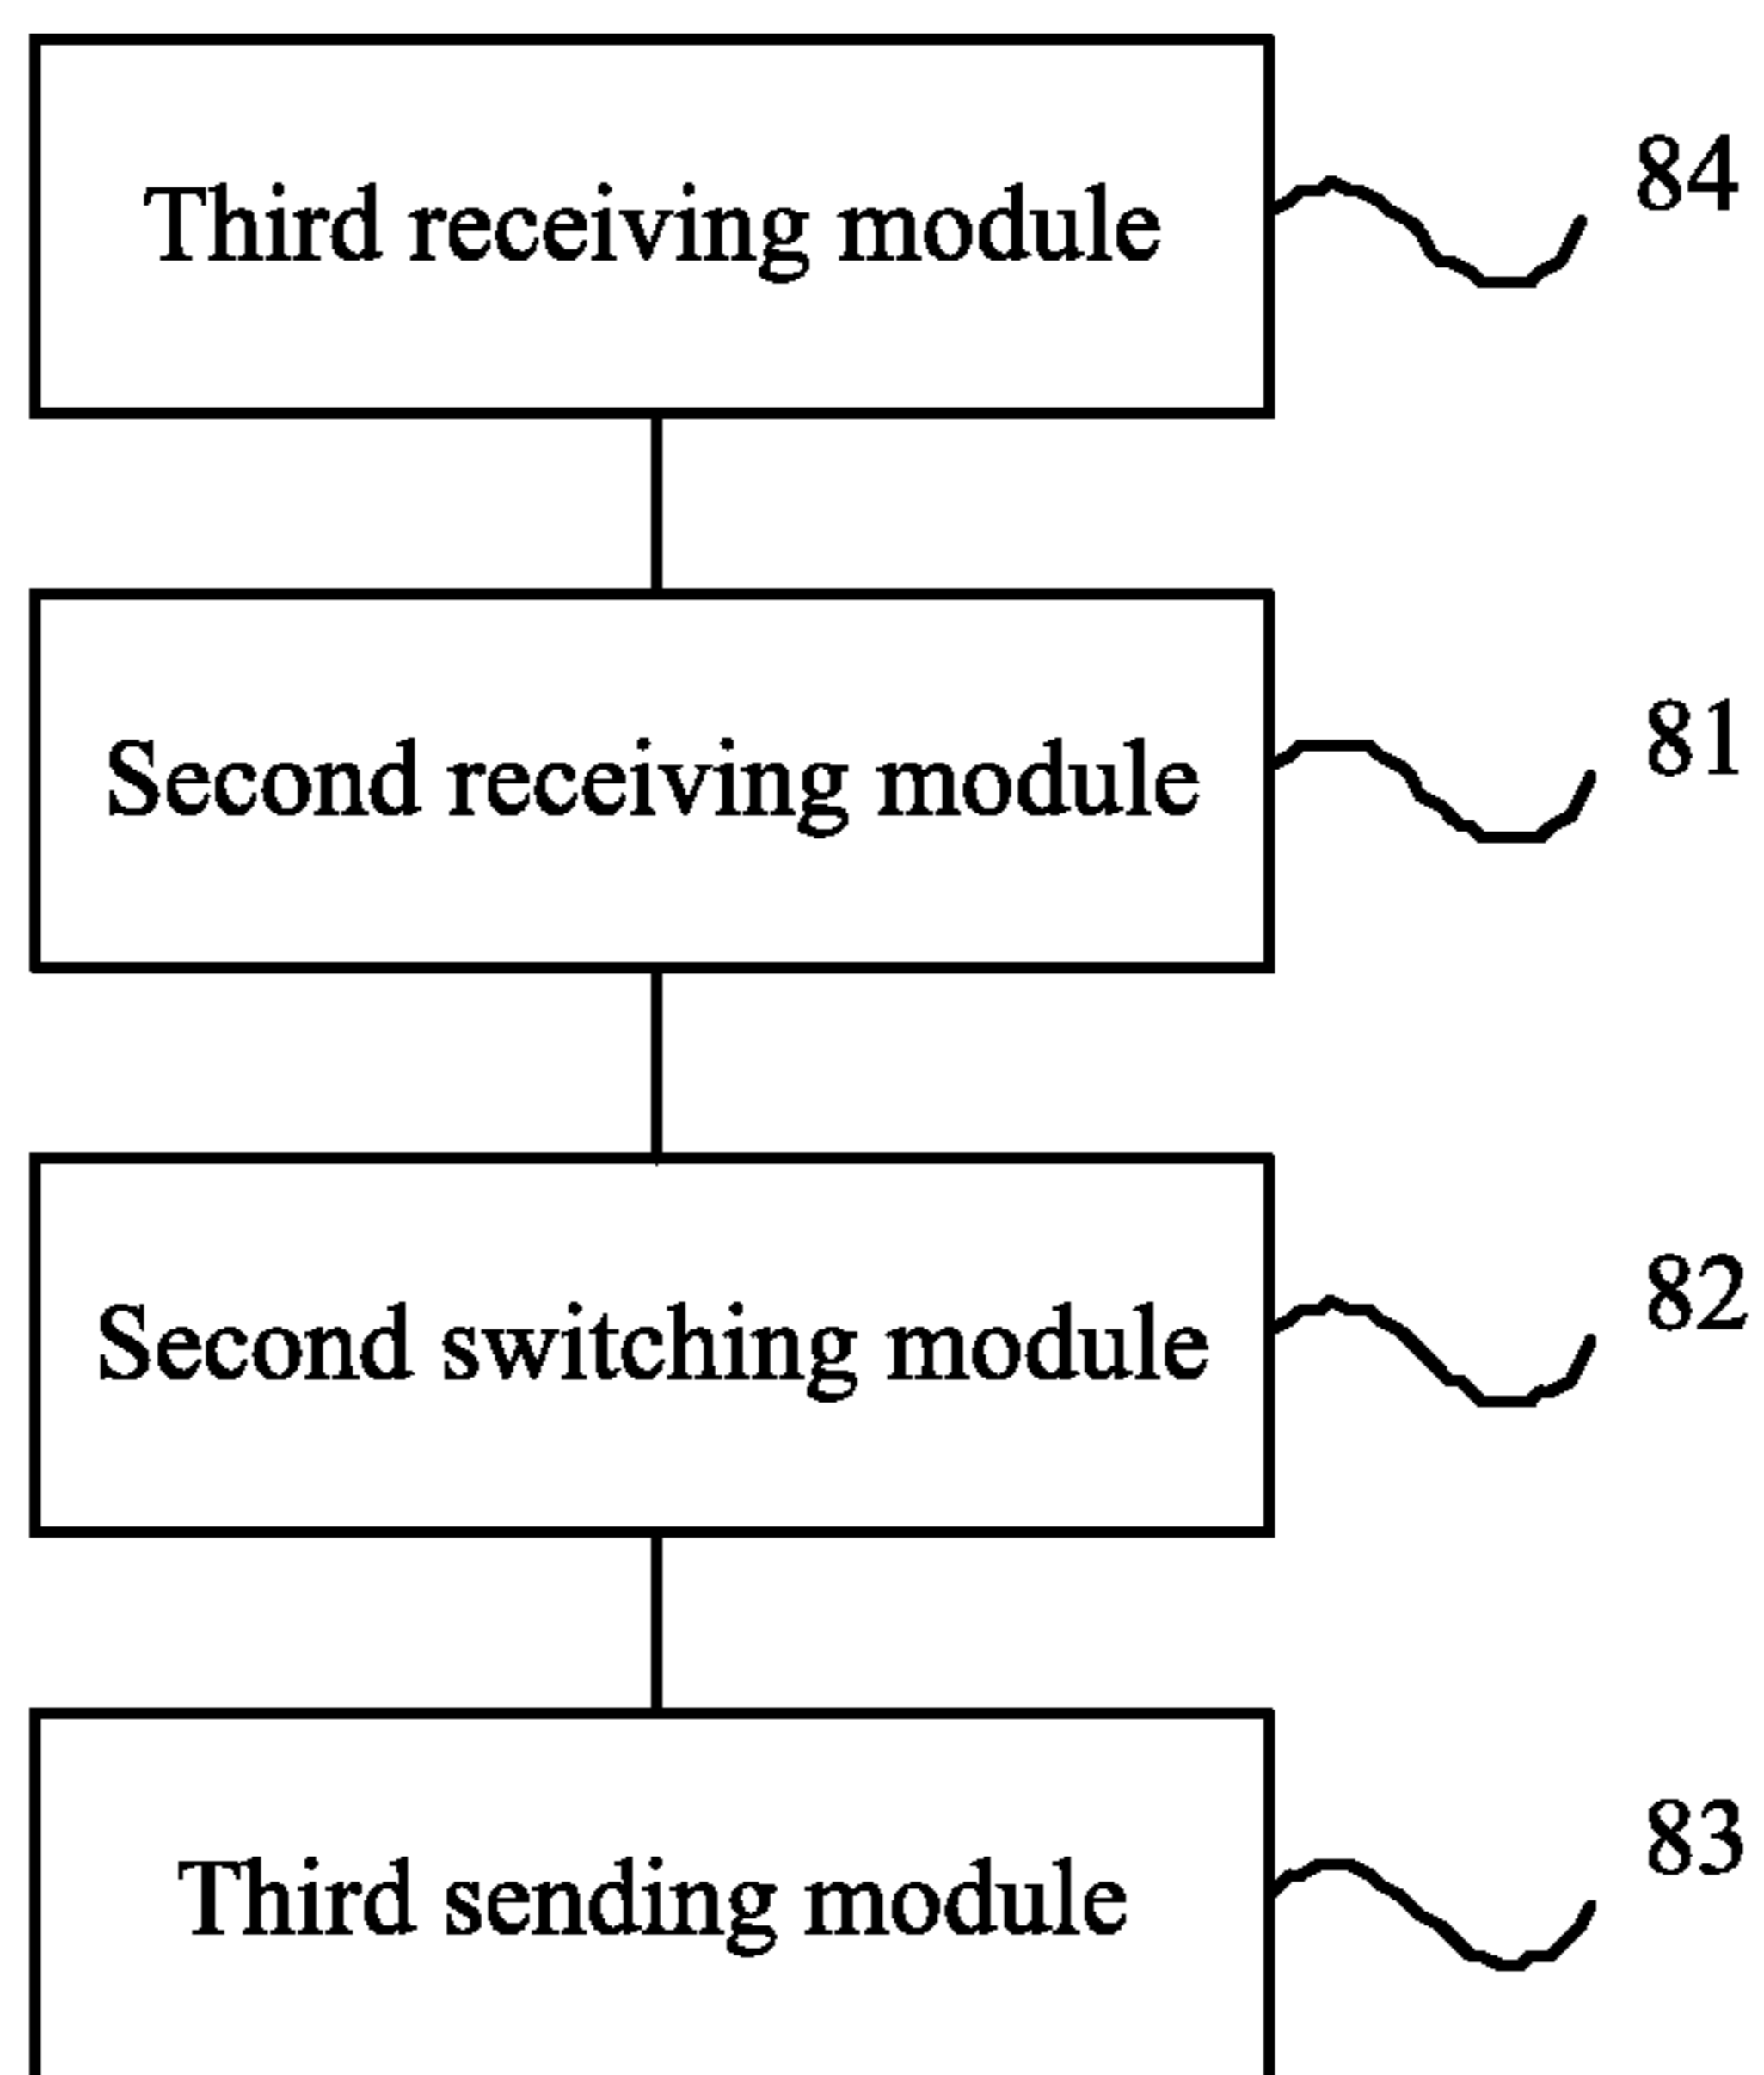 Third receiving module
84
Second receiving module
81
Second switching module
82
Third sending module
83